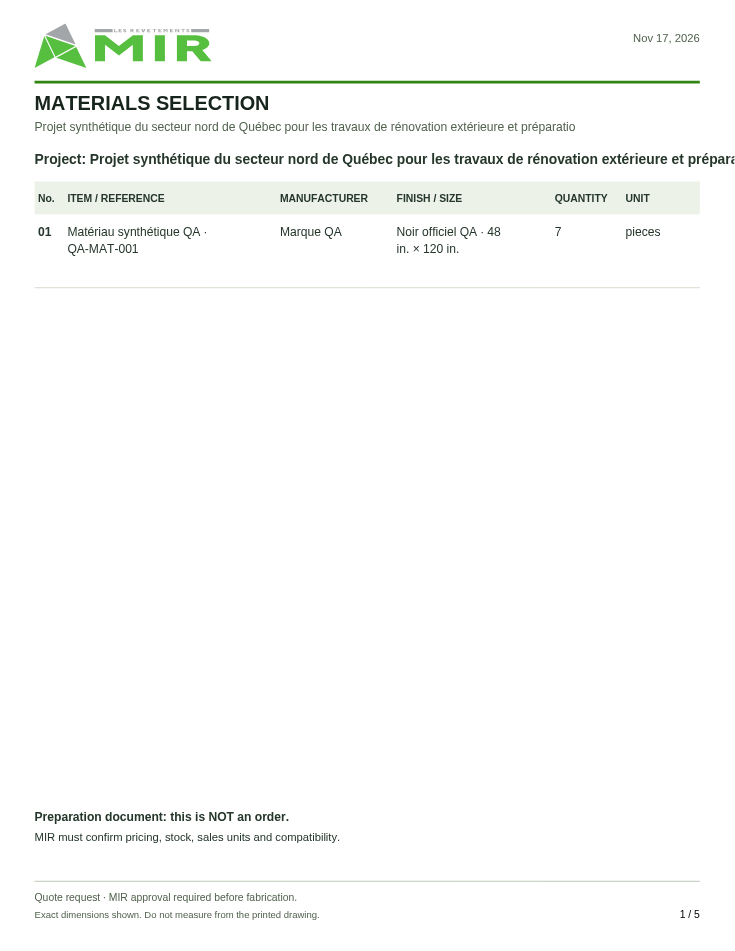 LES REVÊTEMENTS
MIR
Nov 17, 2026
MATERIALS SELECTION
Projet synthétique du secteur nord de Québec pour les travaux de rénovation extérieure et préparatio
Project: Projet synthétique du secteur nord de Québec pour les travaux de rénovation extérieure et prépara
No. ITEM / REFERENCE MANUFACTURER FINISH / SIZE QUANTITY UNIT
01 Matériau synthétique QA · Marque QA Noir officiel QA · 48 7 pieces
QA-MAT-001 in. × 120 in.
Preparation document: this is NOT an order.
MIR must confirm pricing, stock, sales units and compatibility.
Quote request · MIR approval required before fabrication.
Exact dimensions shown. Do not measure from the printed drawing.
1 / 5